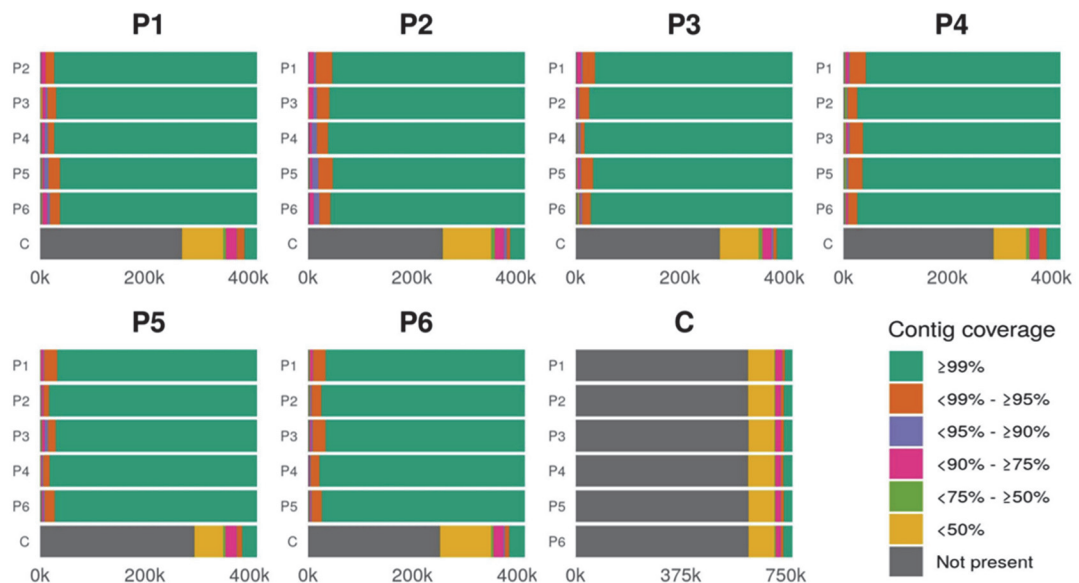 P1 P2 P3 P4
P2 P1 P1 P1
P3 P3 P2 P2
P4 P4 P4 P3
P5 P5 P5 P5
P6 P6 P6 P6
C C C C
0k 200k 400k 0k 200k 400k 0k 200k 400k 0k 200k 400k
P5 P6 C
Contig coverage
P1 P1 P1 ≥99%
P2 P2 P2 <99% - ≥95%
P3 P3 P3 <95% - ≥90%
P4 P4 P4 <90% - ≥75%
P6 P5 P5 <75% - ≥50%
C C P6 <50%
Not present
0k 200k 400k 0k 200k 400k 0k 375k 750k